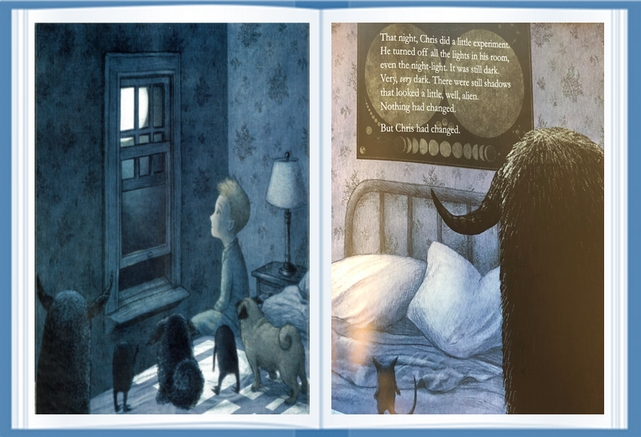 That night, Chris did a little experiment.
He turned off all the lights in his room,
even the night-light. It was still dark.
Very, very dark. There were still shadows
that looked a little, well, alien.
Nothing had changed.
But Chris had changed.